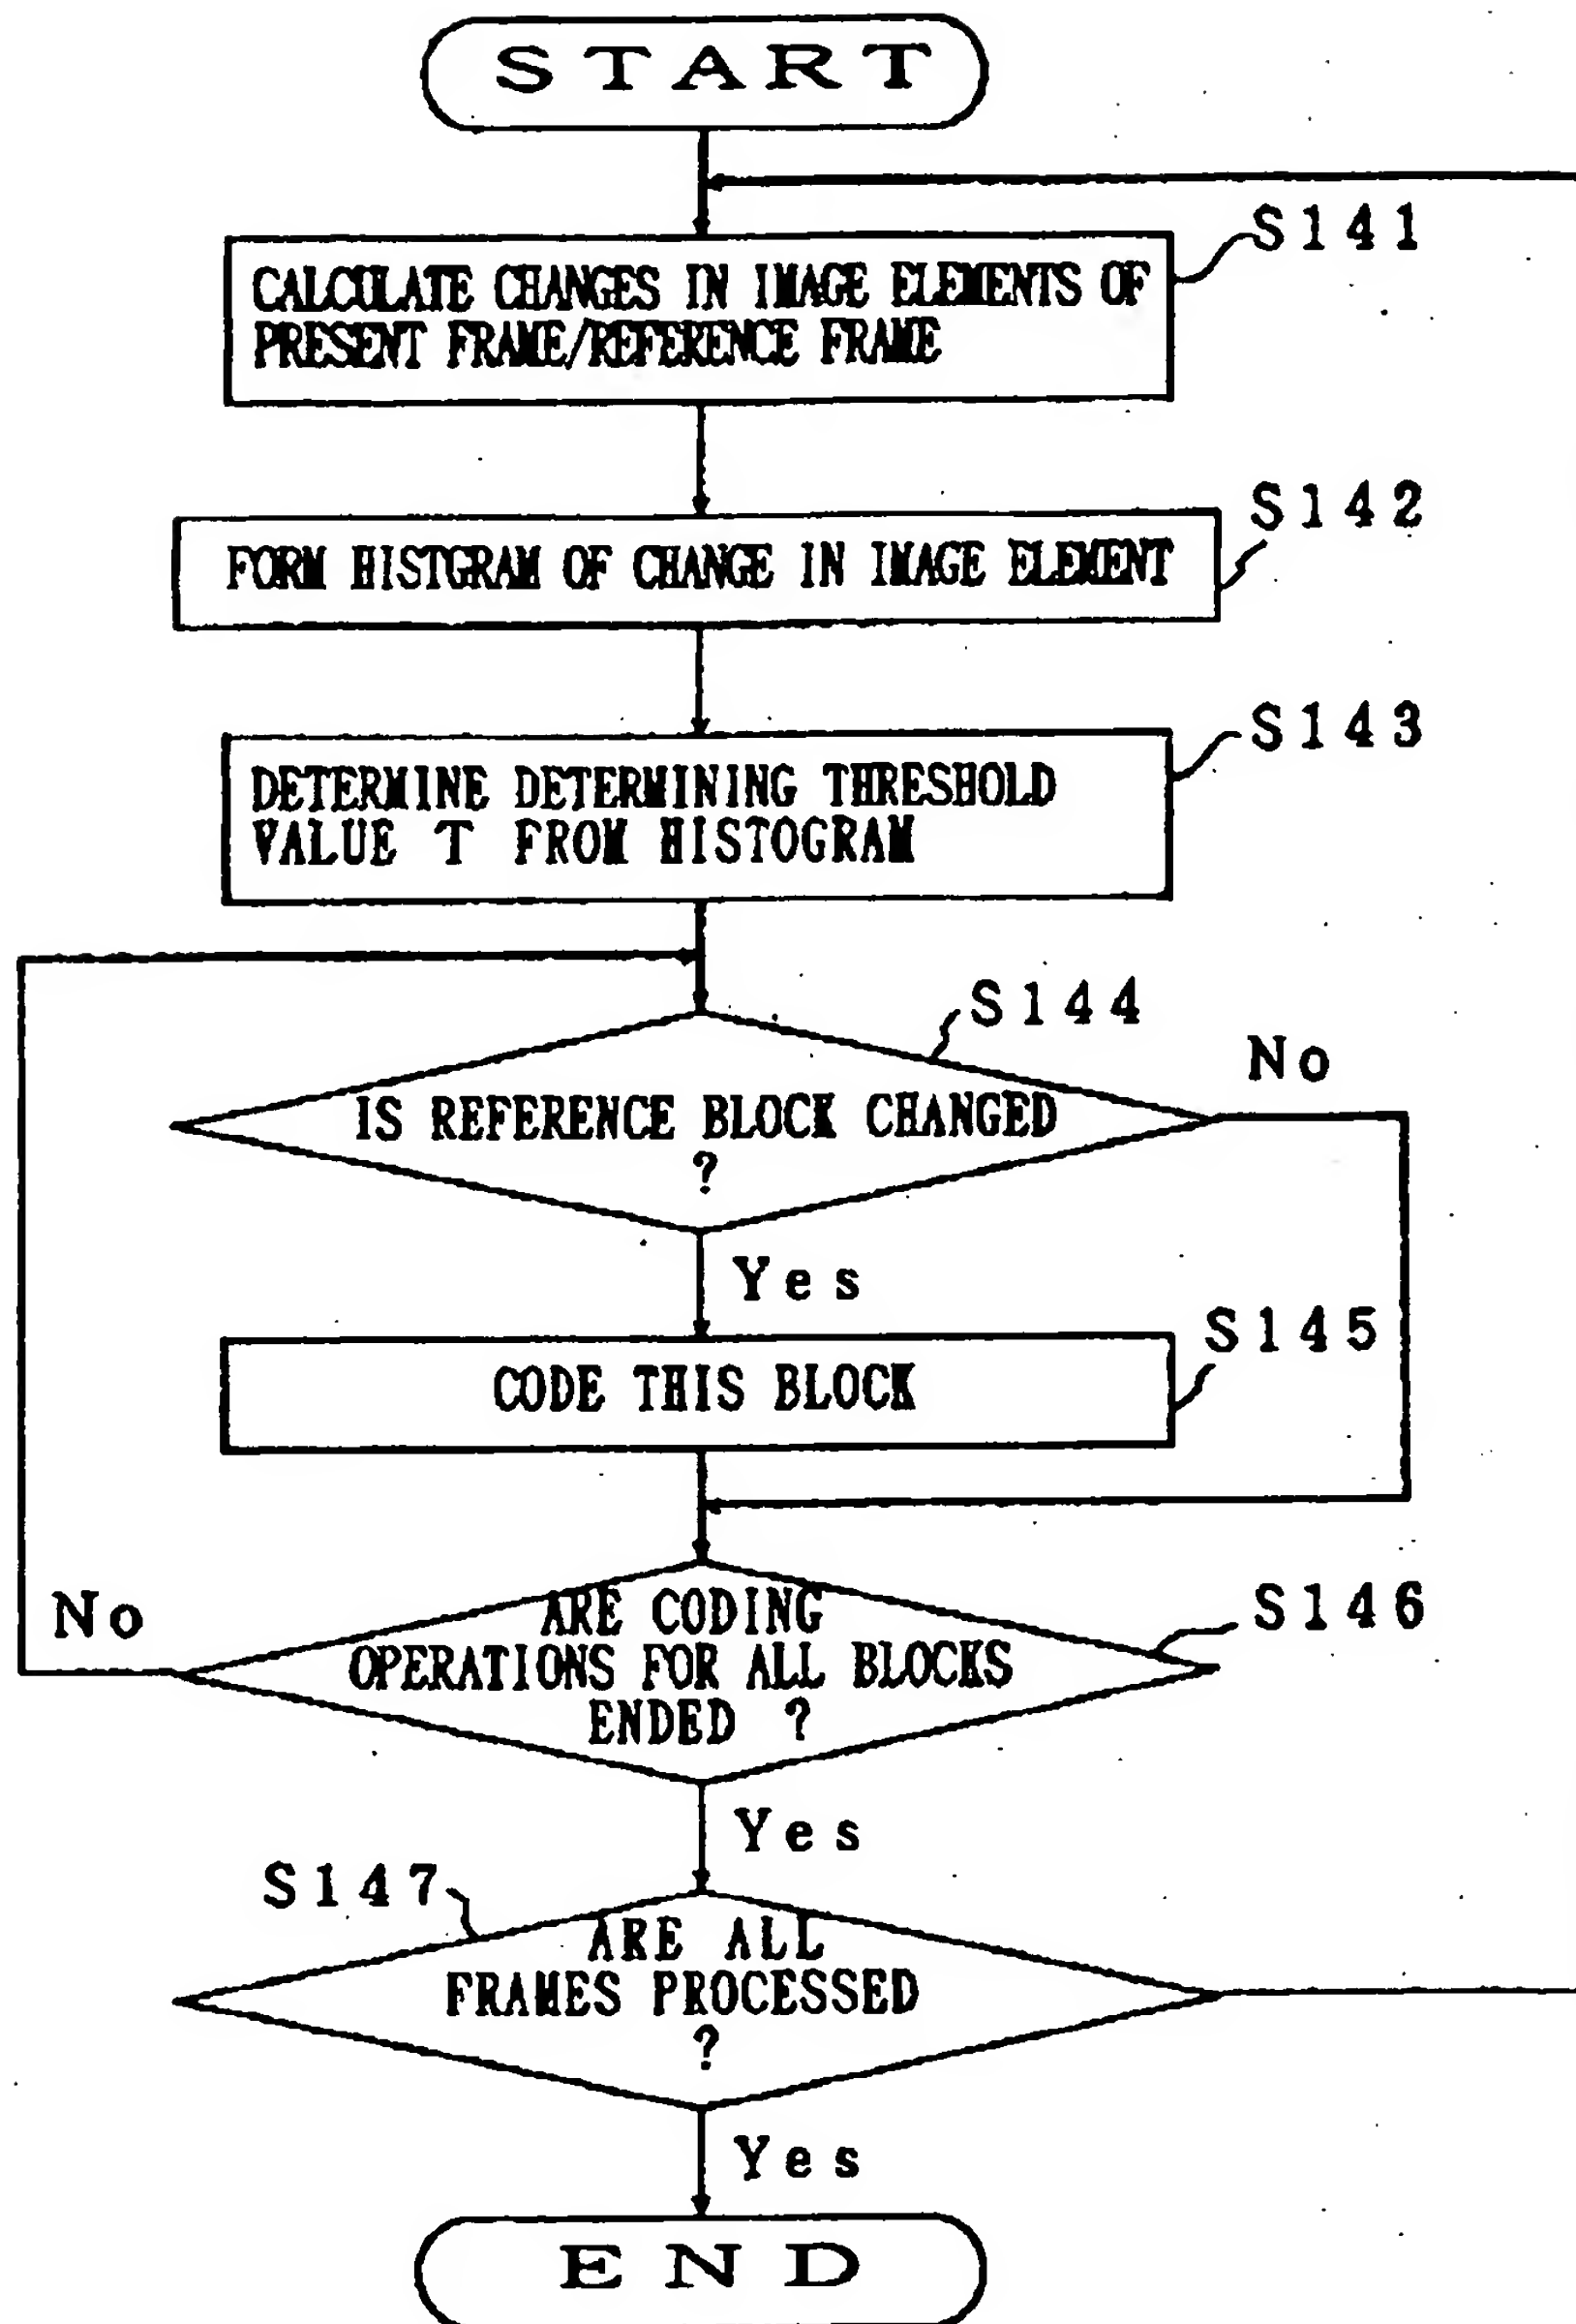 START
S141
CALCULATE CHANGES IN IMAGE ELEMENTS OF
PRESENT FRAME/REFERENCE FRAME
S142
FORM HISTGRAM OF CHANGE IN IMAGE ELEMENT
S143
DETERMINE DETERMINING THRESHOLD
VALUE T FROM HISTOGRAM
S144
No
IS REFERENCE BLOCK CHANGED
?
Yes
S145
CODE THIS BLOCK
No
S146
ARE CODING
OPERATIONS FOR ALL BLOCKS
ENDED ?
Yes
S147
ARE ALL
FRAMES PROCESSED
?
Yes
END